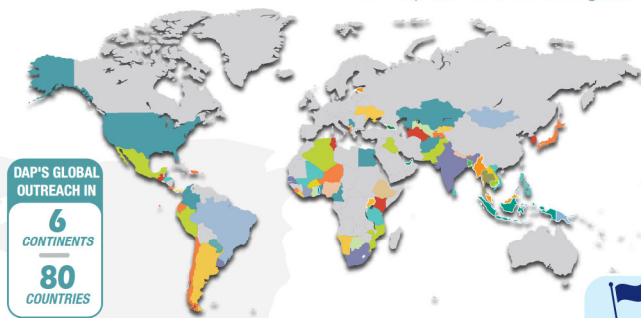 DAP'S GLOBAL
OUTREACH IN
6
CONTINENTS
80
COUNTRIES